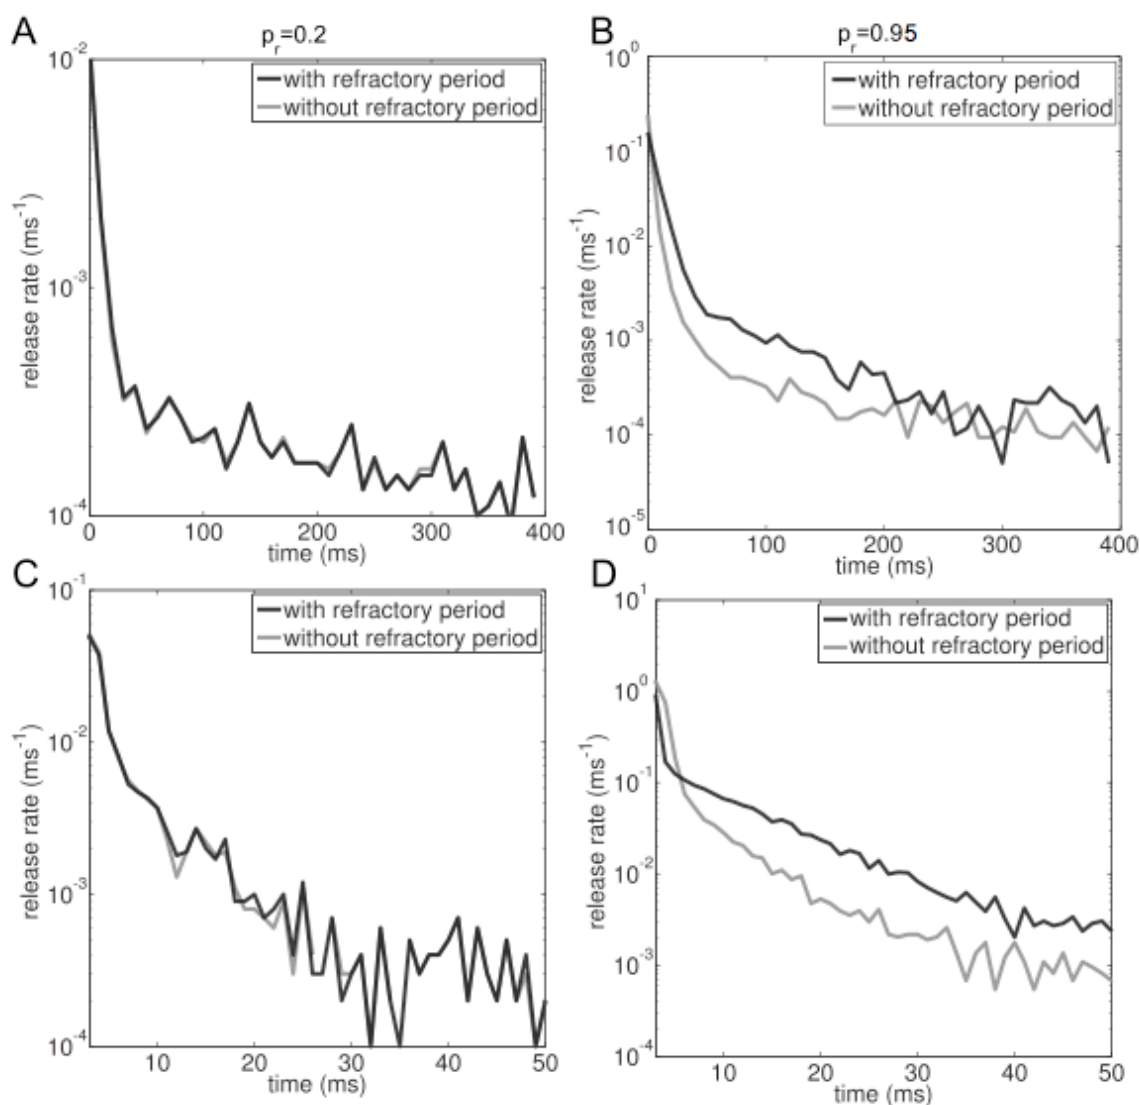 A
p_r=0.2
with refractory period
without refractory period
release rate (ms^-1)
10^-2
10^-3
10^-4
0
100
200
300
400
time (ms)
B
p_r=0.95
with refractory period
without refractory period
release rate (ms^-1)
10^0
10^-1
10^-2
10^-3
10^-4
10^-5
0
100
200
300
400
time (ms)
C
with refractory period
without refractory period
release rate (ms^-1)
10^-1
10^-2
10^-3
10^-4
10
20
30
40
50
time (ms)
D
with refractory period
without refractory period
release rate (ms^-1)
10^1
10^0
10^-1
10^-2
10^-3
10^-4
10
20
30
40
50
time (ms)